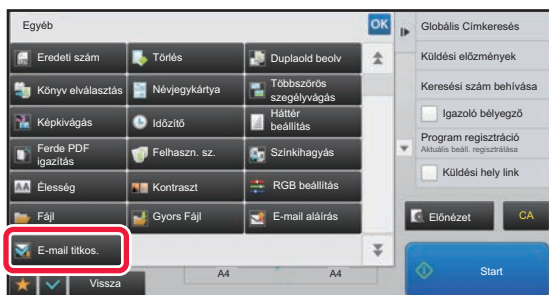 Egyéb
OK
Eredeti szám
Törlés
Duplaold beolv
Könyv elválasztás
Névjegykártya
Többszörös
szegélyvágás
Képkivágás
Időzítő
Háttér
beállítás
Ferde PDF
igazítás
Felhaszn. sz.
Színkihagyás
AA Élesség
Kontraszt
RGB beállítás
Fájl
Gyors Fájl
E-mail aláírás
E-mail titkos.
Vissza
A4
A4
Globális Címkeresés
Küldési előzmények
Keresési szám behívása
Igazoló bélyegző
Program regisztráció
Aktuális beáll. regisztrálása
Küldési hely link
Előnézet
CA
Start